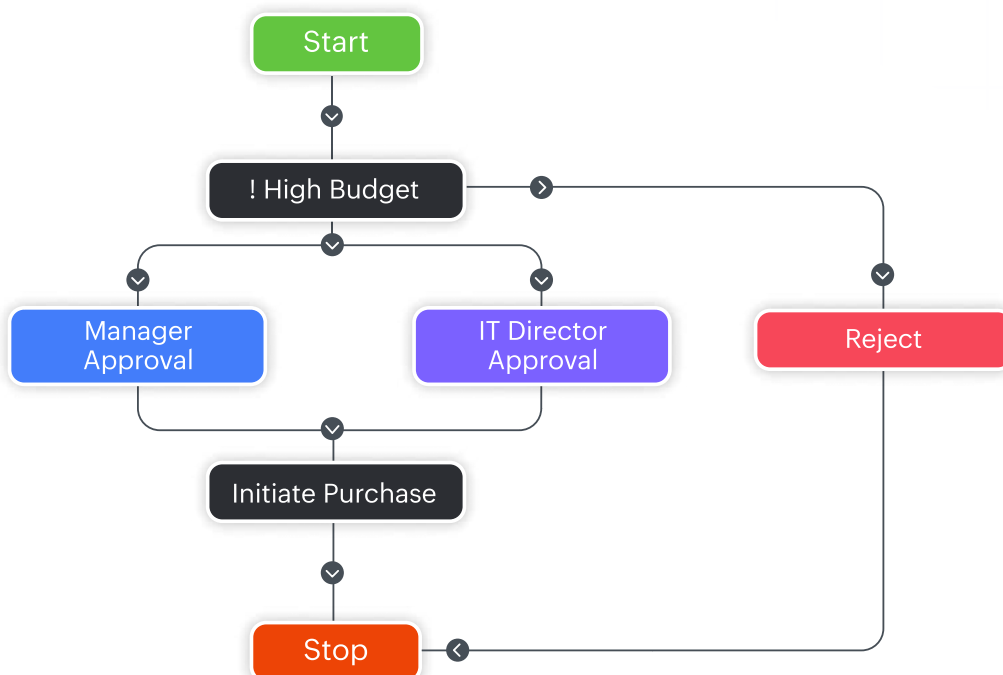 Start
! High Budget
Manager
Approval
IT Director
Approval
Reject
Initiate Purchase
Stop